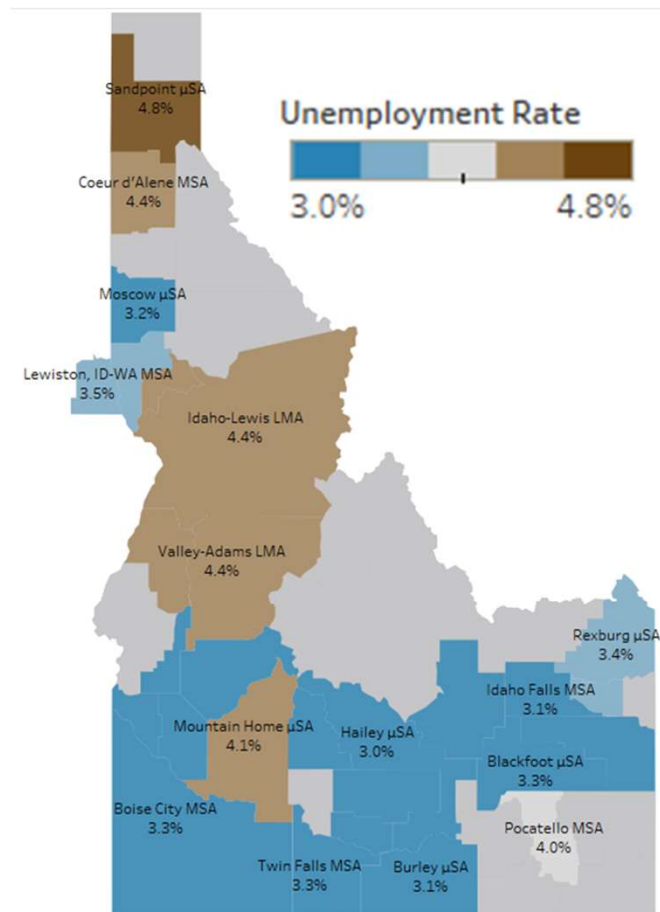 Sandpoint µSA
4.8%
Unemployment Rate
3.0%
4.8%
Coeur d'Alene MSA
4.4%
Moscow µSA
3.2%
Lewiston, ID-WA MSA
3.5%
Idaho-Lewis LMA
4.4%
Valley-Adams LMA
4.4%
Rexburg µSA
3.4%
Idaho Falls MSA
3.1%
Mountain Home µSA
4.1%
Hailey µSA
3.0%
Blackfoot µSA
3.3%
Boise City MSA
3.3%
Pocatello MSA
4.0%
Twin Falls MSA
3.3%
Burley µSA
3.1%